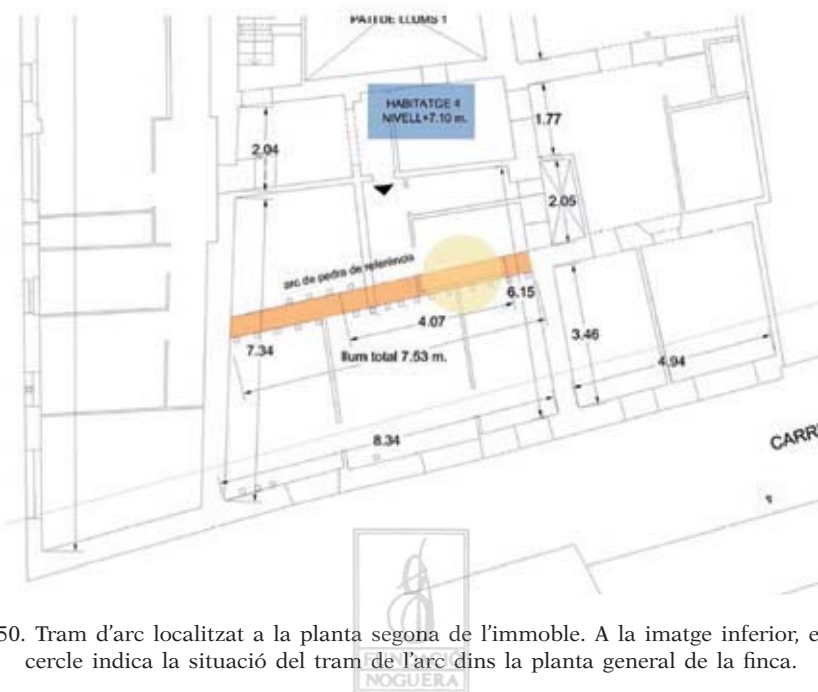 PATI DE LLUMS 1
HABITATGE 4
NIVELL+7.10 m.
1.77
2.04
2.05
arc de pedra de referència
6.15
4.07
7.34
llum total 7.53 m.
3.46
4.94
8.34
CARR
50. Tram d'arc localitzat a la planta segona de l'immoble. A la imatge inferior, e
cercle indica la situació del tram de l'arc dins la planta general de la finca.
FUNDACIÓ
NOGUERA